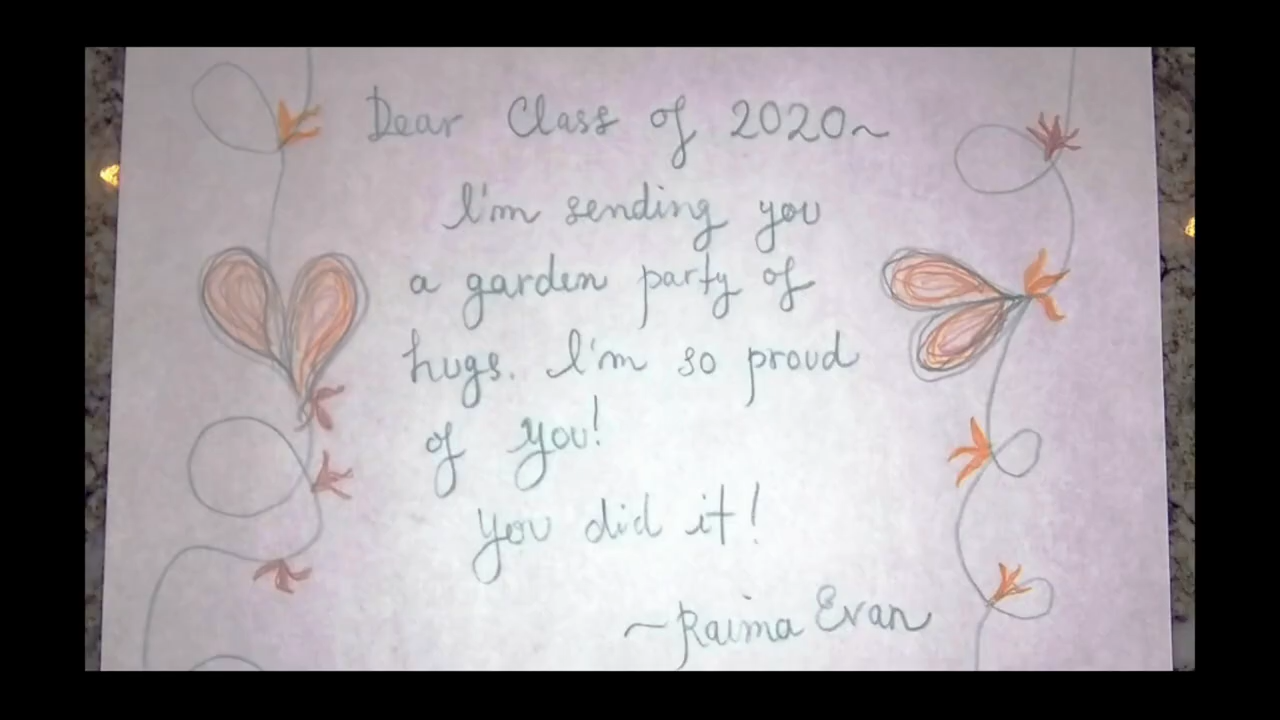 Dear Class of 2020~
I'm sending you
a garden party of
hugs. I'm so proud
of you!
You did it!
~Raima Evan